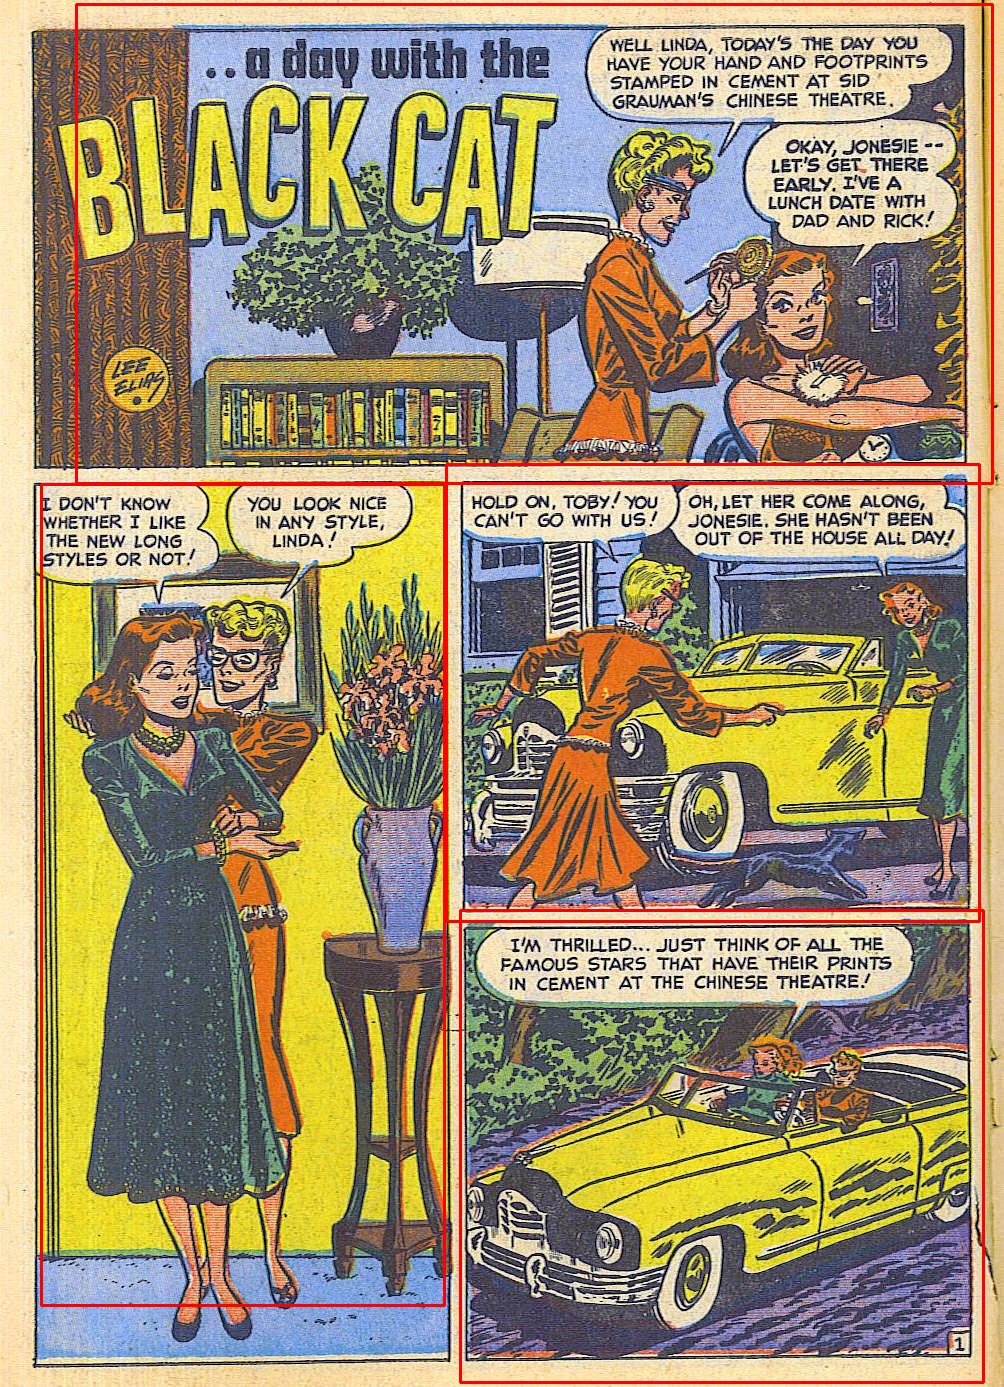 .. a day with the
BLACK CAT
WELL LINDA, TODAY'S THE DAY YOU
HAVE YOUR HAND AND FOOTPRINTS
STAMPED IN CEMENT AT SID
GRAUMAN'S CHINESE THEATRE.
OKAY, JONESIE --
LET'S GET THERE
EARLY. I'VE A
LUNCH DATE WITH
DAD AND RICK!
LEE
ELIAS
I DON'T KNOW
WHETHER I LIKE
THE NEW LONG
STYLES OR NOT!
YOU LOOK NICE
IN ANY STYLE,
LINDA!
HOLD ON, TOBY! YOU
CAN'T GO WITH US!
OH, LET HER COME ALONG,
JONESIE. SHE HASN'T BEEN
OUT OF THE HOUSE ALL DAY!
I'M THRILLED... JUST THINK OF ALL THE
FAMOUS STARS THAT HAVE THEIR PRINTS
IN CEMENT AT THE CHINESE THEATRE!
1